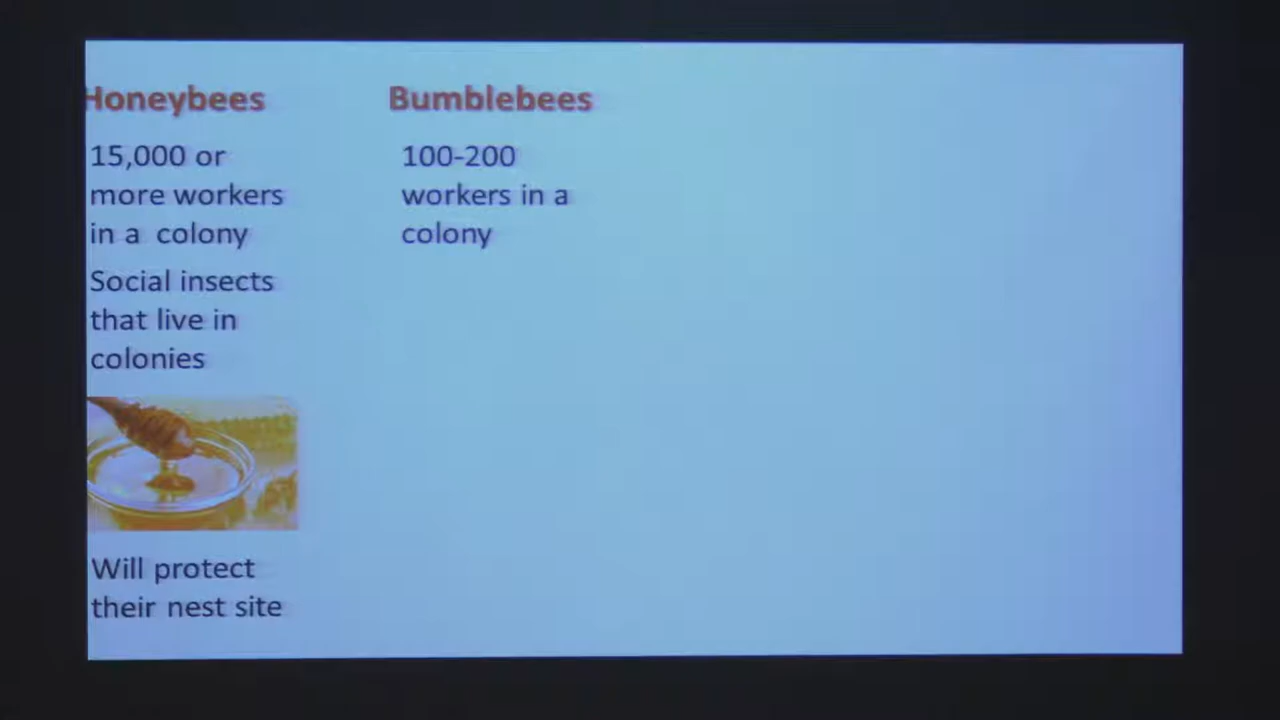 Honeybees
15,000 or
more workers
in a colony
Social insects
that live in
colonies
Will protect
their nest site
Bumblebees
100-200
workers in a
colony